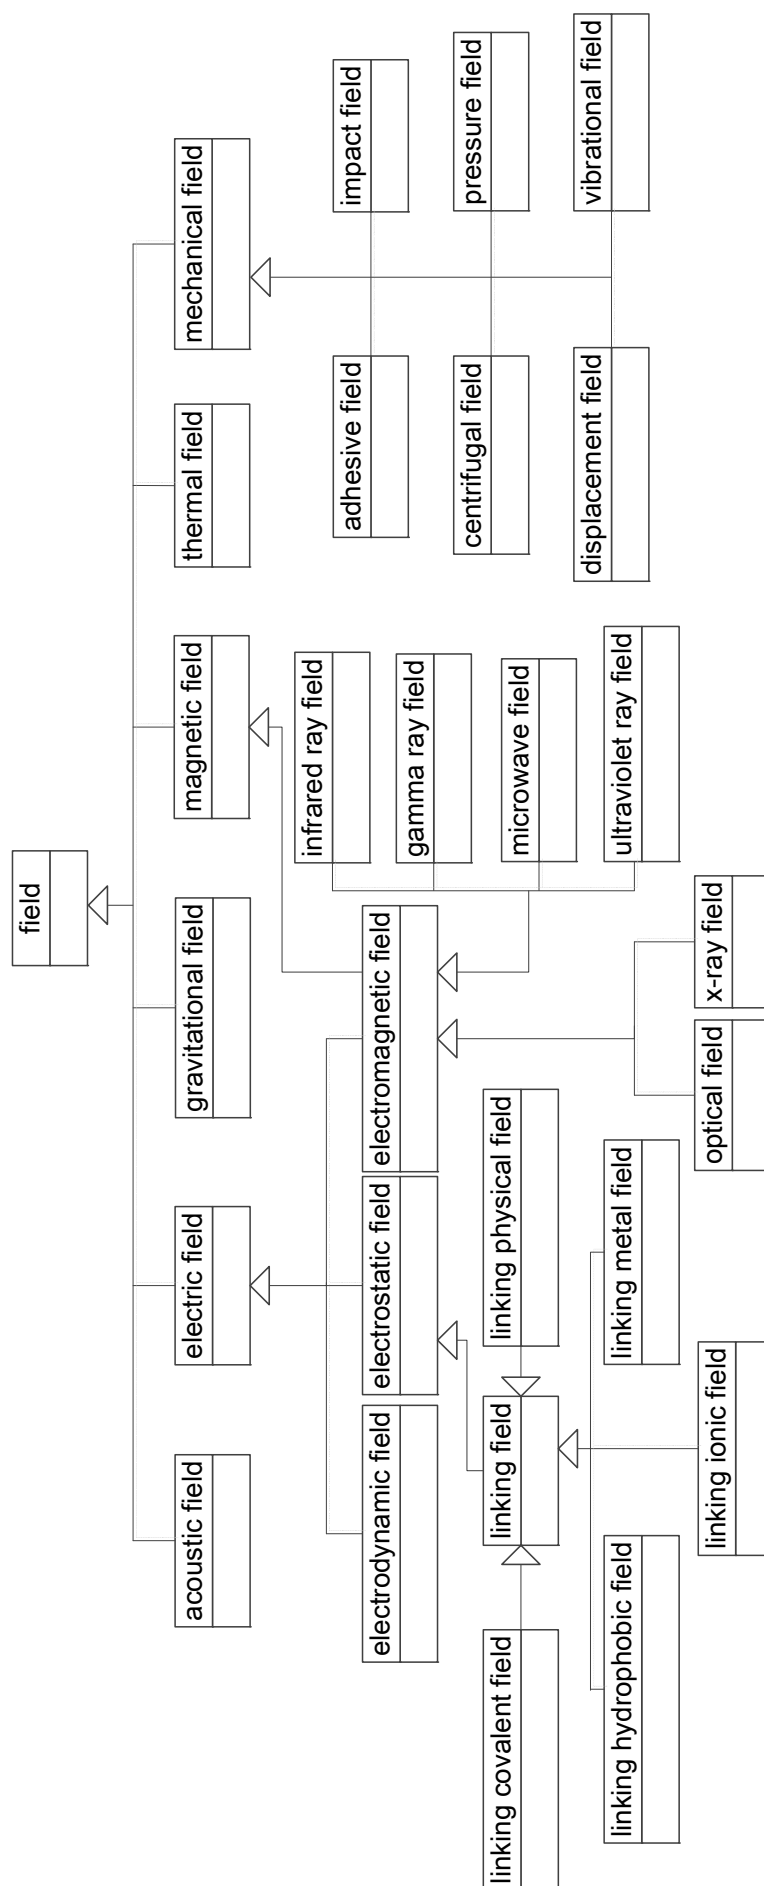 field
acoustic field
electric field
gravitational field
magnetic field
thermal field
mechanical field
electrodynamic field
electrostatic field
electromagnetic field
infrared ray field
gamma ray field
microwave field
ultraviolet ray field
adhesive field
impact field
centrifugal field
pressure field
displacement field
vibrational field
linking covalent field
linking field
linking physical field
linking hydrophobic field
linking metal field
linking ionic field
optical field
x-ray field